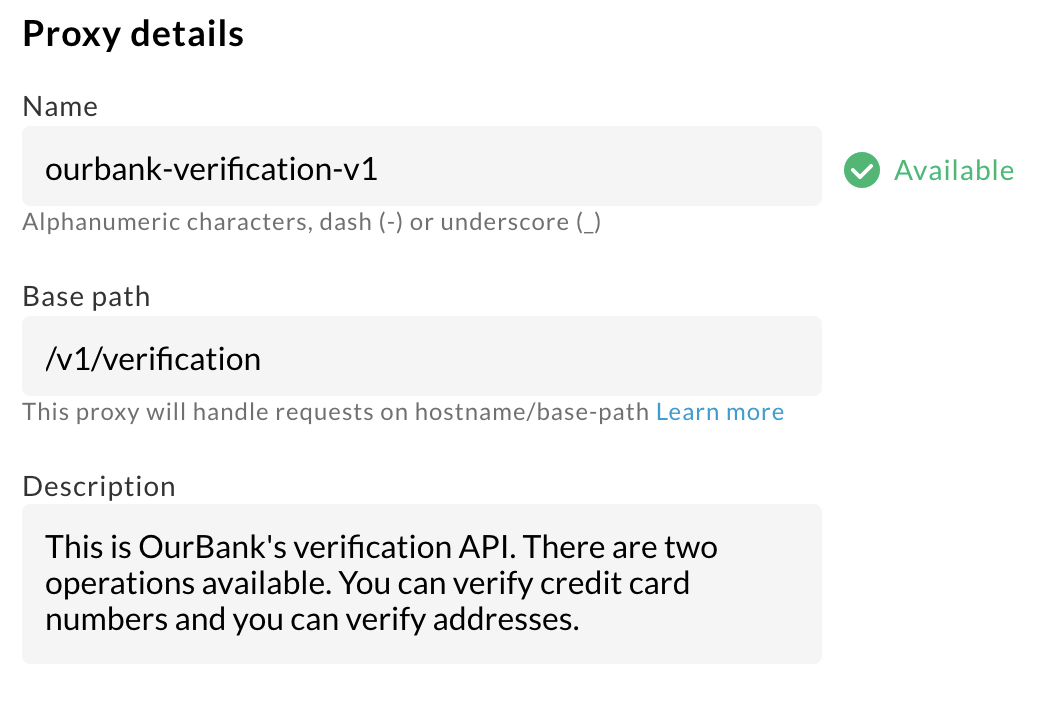 Proxy details
Name
ourbank-verification-v1
Available
Alphanumeric characters, dash (-) or underscore (_)
Base path
/v1/verification
This proxy will handle requests on hostname/base-path Learn more
Description
This is OurBank's verification API. There are two
operations available. You can verify credit card
numbers and you can verify addresses.